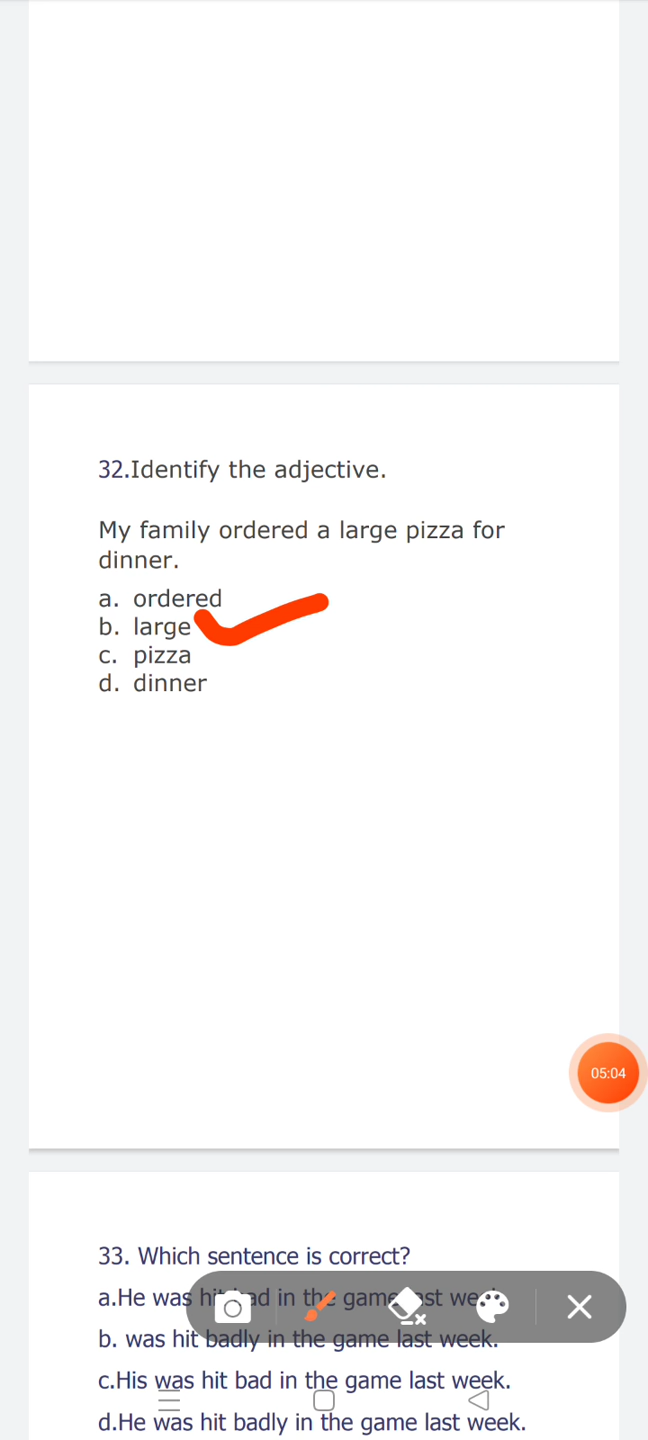 32.Identify the adjective.
My family ordered a large pizza for
dinner.
a. ordered
b. large
c. pizza
d. dinner
05:04
33. Which sentence is correct?
a.He was in the game
b. was hit badly in the game last week.
c.His was hit bad in the game last week.
d.He was hit badly in the game last week.